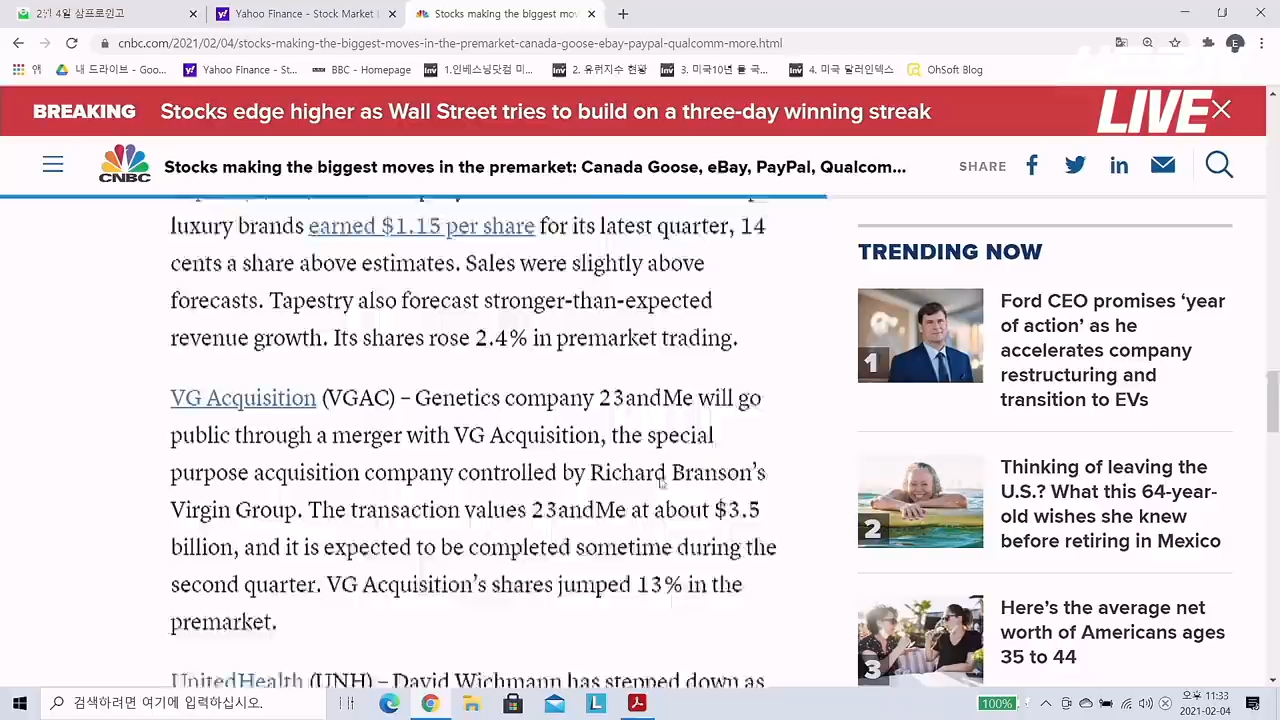 2월 4일 삼프로원고
Yahoo Finance - Stock Market L
Stocks making the biggest mov
cnbc.com/2021/02/04/stocks-making-the-biggest-moves-in-the-premarket-canada-goose-ebay-paypal-qualcomm-more.html
앱
내 드라이브 - Goo...
Yahoo Finance - St...
BBC - Homepage
1.인베스닝닷컴 미...
2. 유뤕지수 현황
3. 미국10년 물 국...
4. 미국 달러인덱스
OhSoft Blog
BREAKING
Stocks edge higher as Wall Street tries to build on a three-day winning streak
LIVE
CNBC
Stocks making the biggest moves in the premarket: Canada Goose, eBay, PayPal, Qualcom...
SHARE
luxury brands earned $1.15 per share for its latest quarter, 14
cents a share above estimates. Sales were slightly above
forecasts. Tapestry also forecast stronger-than-expected
revenue growth. Its shares rose 2.4% in premarket trading.
VG Acquisition (VGAC) – Genetics company 23andMe will go
public through a merger with VG Acquisition, the special
purpose acquisition company controlled by Richard Branson's
Virgin Group. The transaction values 23andMe at about $3.5
billion, and it is expected to be completed sometime during the
second quarter. VG Acquisition's shares jumped 13% in the
premarket.
UnitedHealth (UNH) – David Wichmann has stepped down as
TRENDING NOW
1
Ford CEO promises ‘year
of action’ as he
accelerates company
restructuring and
transition to EVs
2
Thinking of leaving the
U.S.? What this 64-year-
old wishes she knew
before retiring in Mexico
3
Here's the average net
worth of Americans ages
35 to 44
검색하려면 여기에 입력하십시오.
100%
오후 11:33
2021-02-04